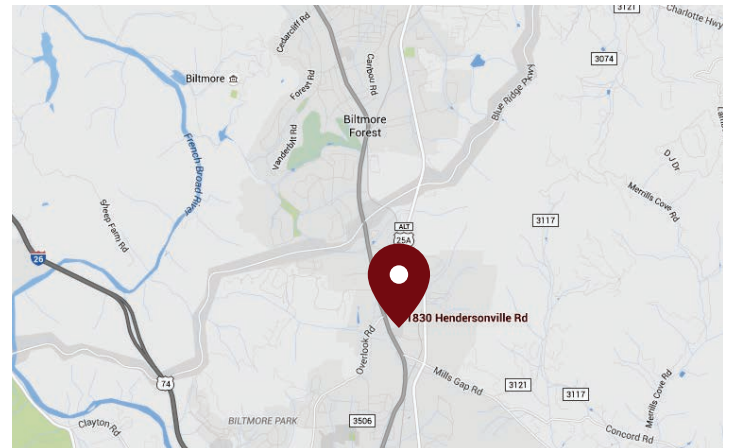 3121
Charlotte Hwy
Cedarcliff Rd
Caribou Rd
3074
Biltmore
Forest Rd
Blue Ridge Pkwy
Biltmore
Forest
Vanderbilt Rd
French Broad River
D J Dr
Merrills Cove Rd
Sheep Farm Rd
3117
ALT
25A
26
1830 Hendersonville Rd
Overlook Rd
74
Mills Gap Rd
3121
3117
Merrills Cove Rd
BILTMORE PARK
3506
Clayton Rd
Concord Rd